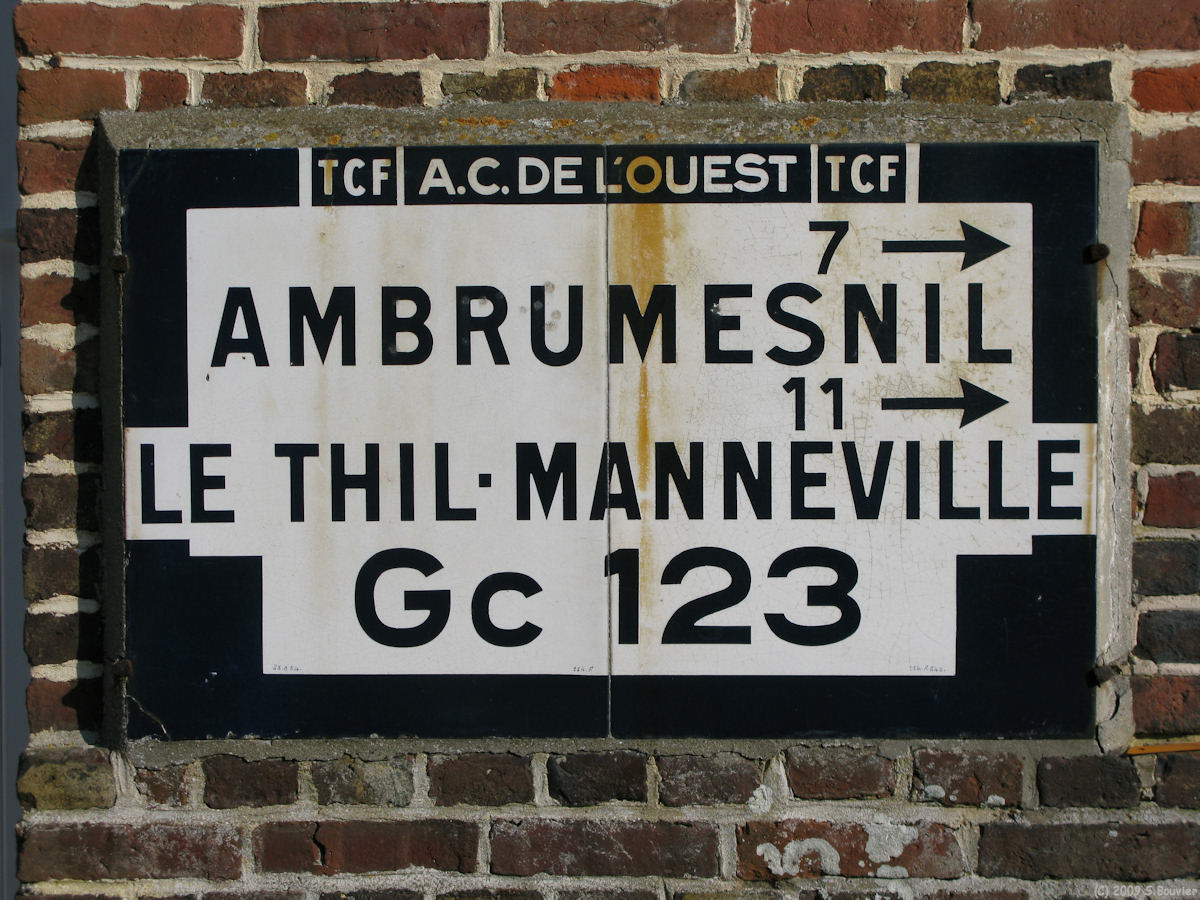 TCF A.C. DE L'OUEST TCF
7
AMBRUMESNIL
11
LE THIL·MANNEVILLE
Gc 123
(C) 2009 S.Bouvier